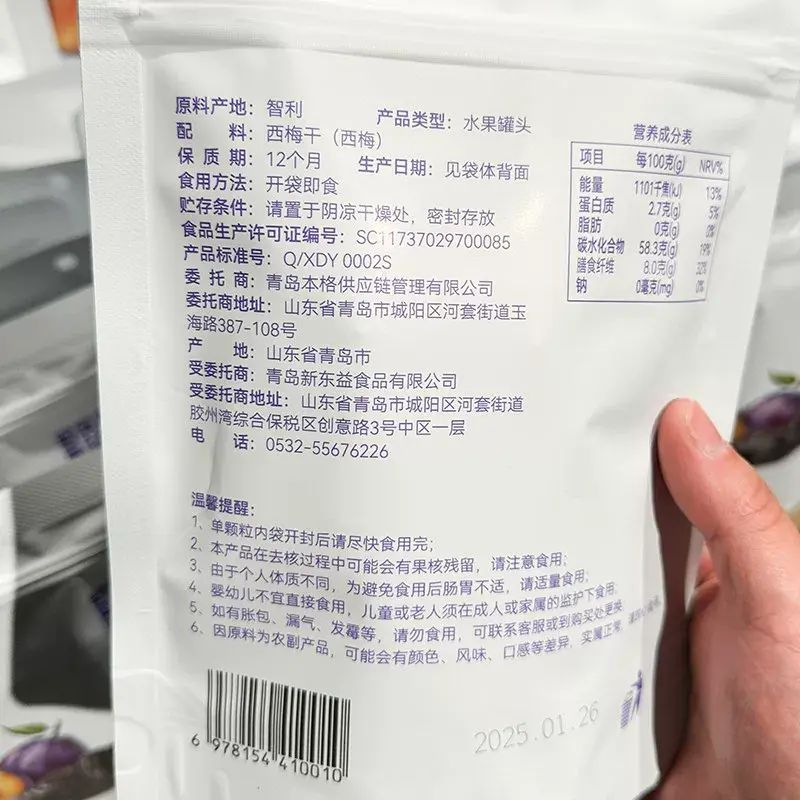 原料产地：智利
产品类型：水果罐头
配 料：西梅干（西梅）
保 质 期：12个月
生产日期：见袋体背面
食用方法：开袋即食
贮存条件：请置于阴凉干燥处，密封存放
食品生产许可证编号：SC11737029700085
产品标准号：Q/XDY 0002S
委 托 商：青岛本格供应链管理有限公司
委托商地址：山东省青岛市城阳区河套街道玉
海路387-108号
产 地：山东省青岛市
受委托商：青岛新东益食品有限公司
受委托商地址：山东省青岛市城阳区河套街道
胶州湾综合保税区创意路3号中区一层
电 话：0532-55676226
营养成分表
项目 每100克(g) NRV%
能量 1101千焦(kJ) 13%
蛋白质 2.7克(g) 5%
脂肪 0克(g) 0%
碳水化合物 58.3克(g) 19%
膳食纤维 8.0克(g) 32%
钠 0毫克(mg) 0%
温馨提醒：
1、单颗粒内袋开封后请尽快食用完；
2、本产品在去核过程中可能会有果核残留，请注意食用；
3、由于个人体质不同，为避免食用后肠胃不适，请适量食用；
4、婴幼儿不宜直接食用，儿童或老人须在成人或家属的监护下食用；
5、如有胀包、漏气、发霉等，请勿食用，可联系客服或到购买处更换
6、因原料为农副产品，可能会有颜色、风味、口感等差异，实属正常
6 978154 410010
2025.01.26